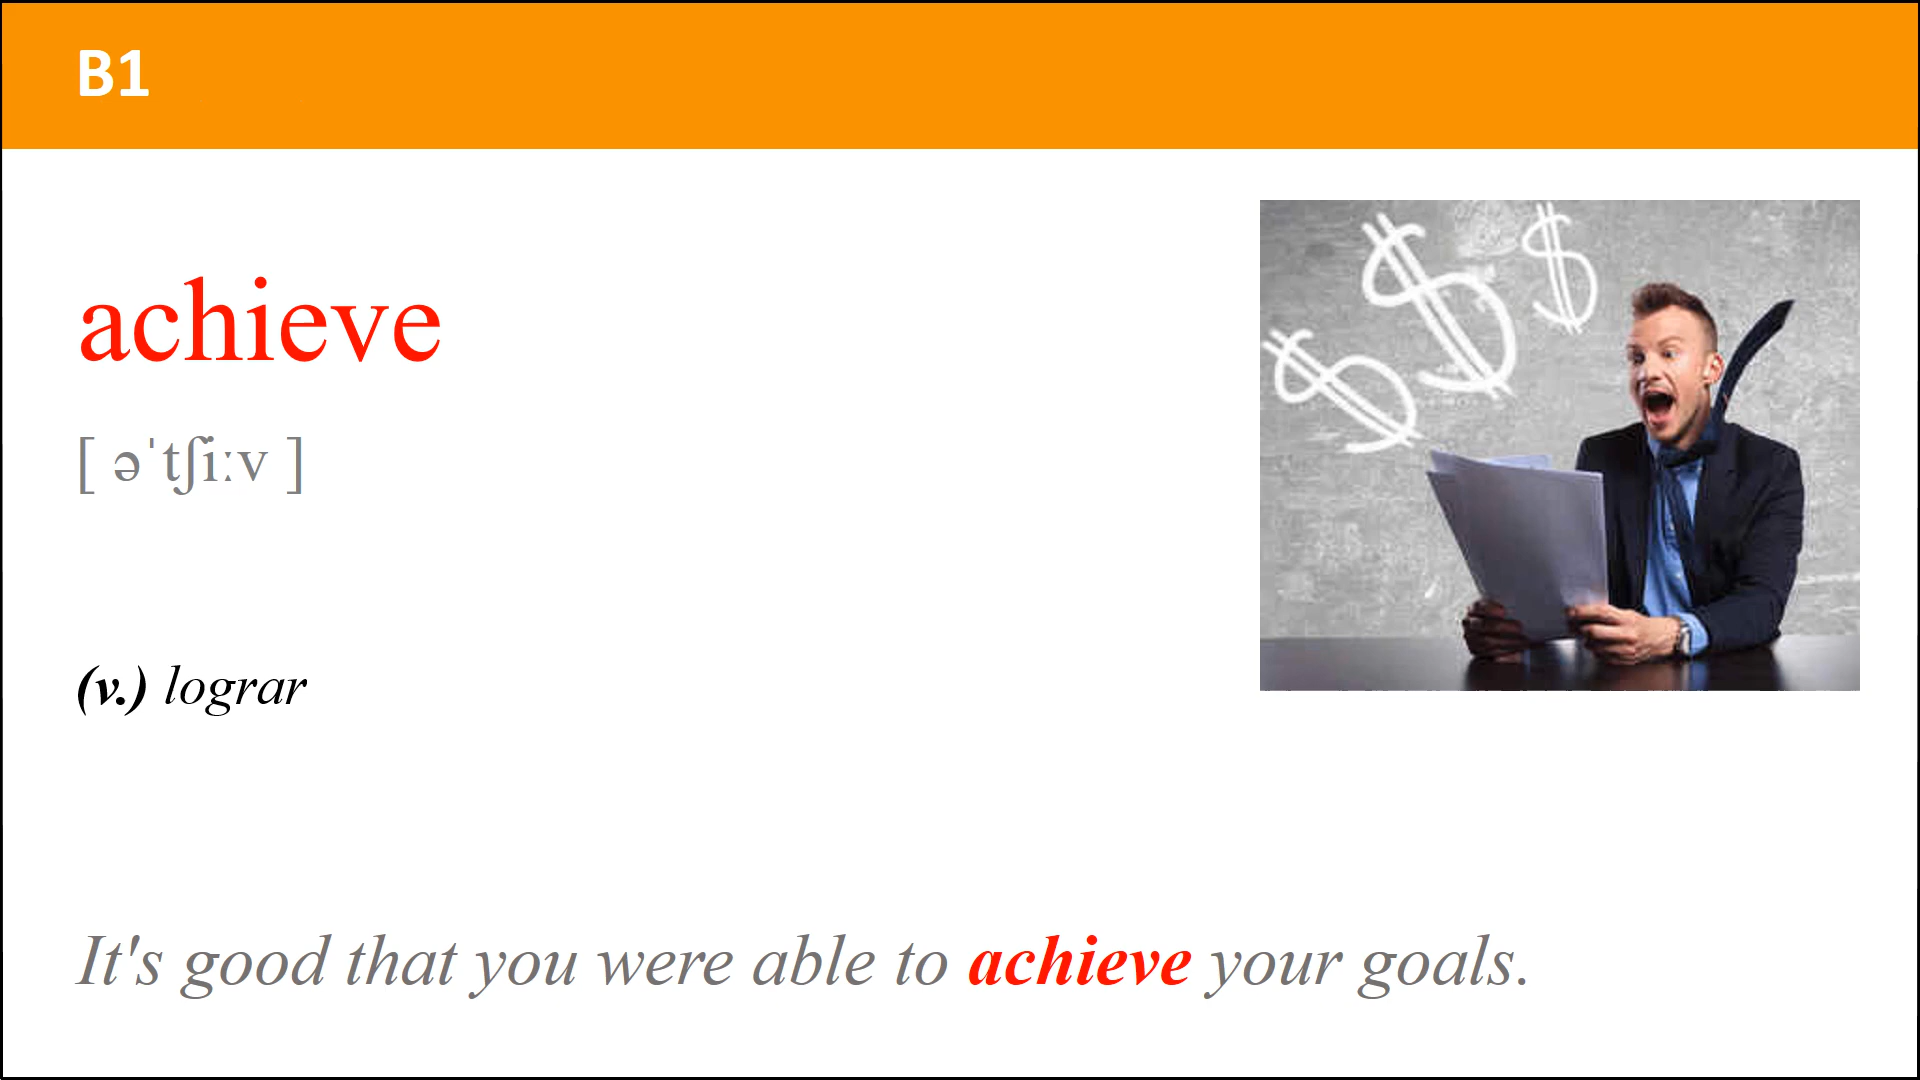 B1
achieve
[ əˈtʃiːv ]
(v.) lograr
$ $ $
It's good that you were able to achieve your goals.